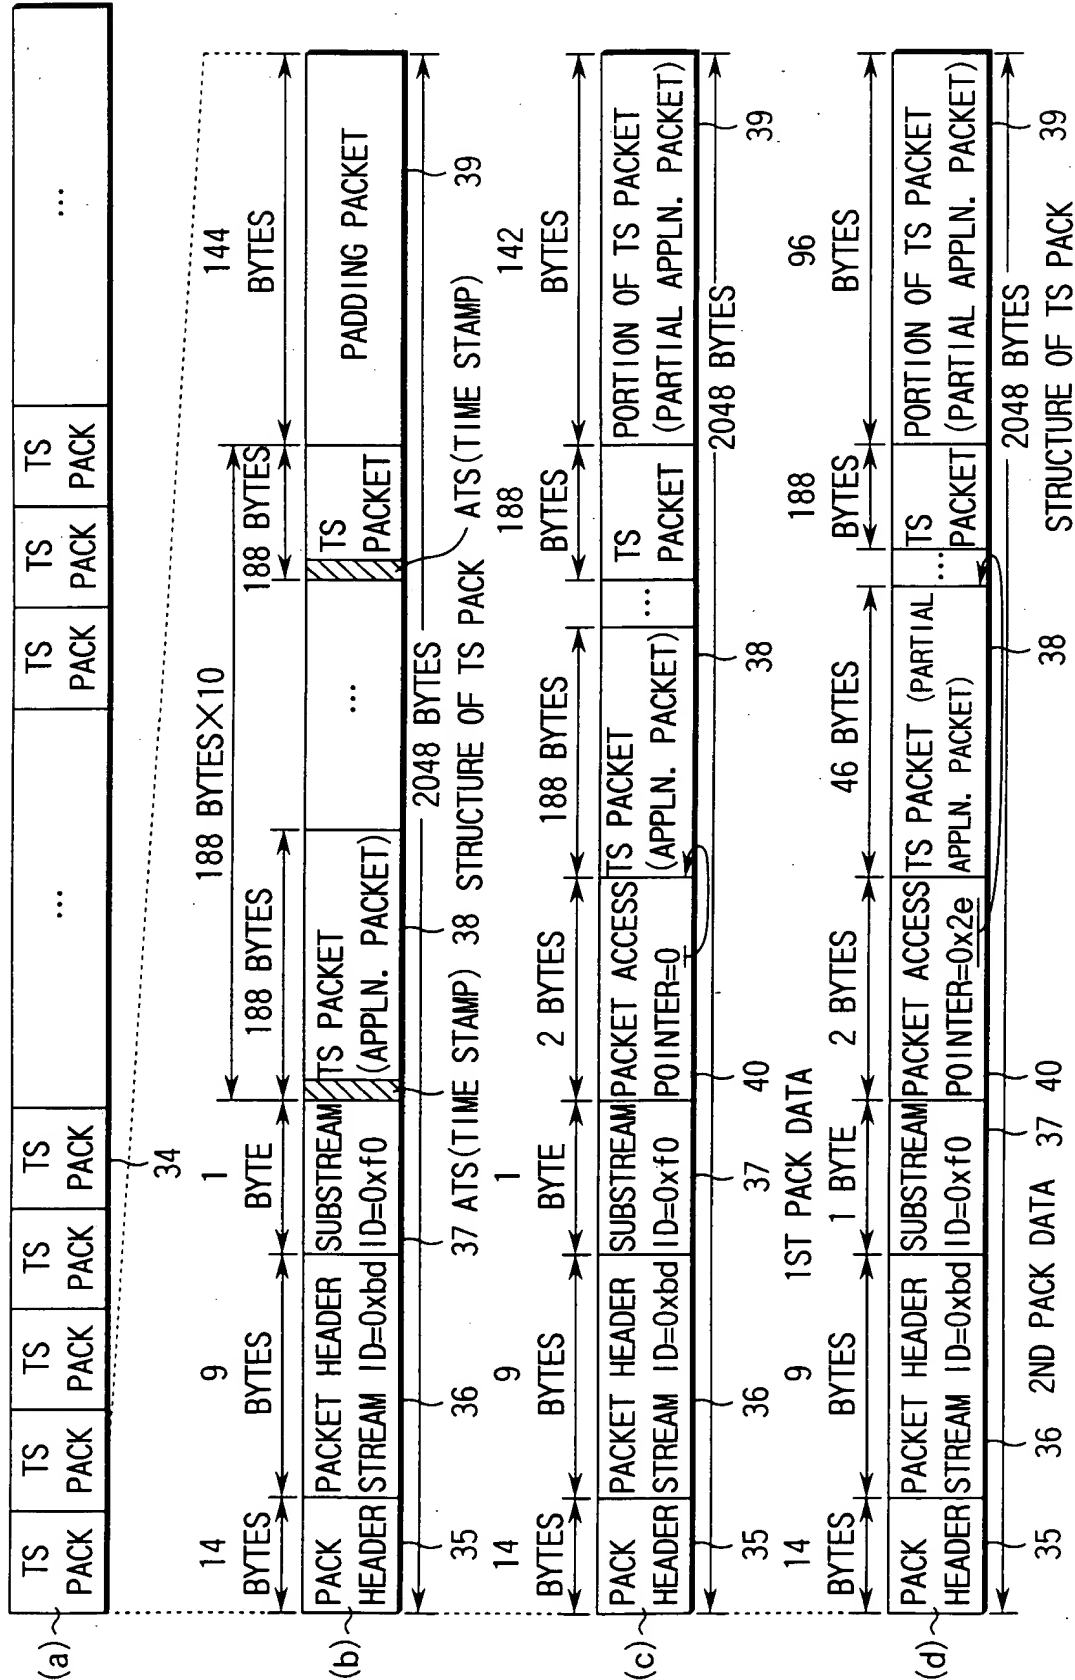 (a)
TS PACK
TS PACK
TS PACK
TS PACK
TS PACK
34
...
TS PACK
TS PACK
TS PACK
...
188 BYTES×10
14 BYTES
9 BYTES
1 BYTE
188 BYTES
188 BYTES
144 BYTES
(b)
PACK HEADER
PACKET HEADER STREAM ID=0xbd
SUBSTREAM ID=0xf0
TS PACKET (APPLN. PACKET)
...
TS PACKET
PADDING PACKET
2048 BYTES
35
36
37
ATS(TIME STAMP)
38
STRUCTURE OF TS PACK
ATS(TIME STAMP)
39
14 BYTES
9 BYTES
1 BYTE
2 BYTES
188 BYTES
188 BYTES
142 BYTES
(c)
PACK HEADER
PACKET HEADER STREAM ID=0xbd
SUBSTREAM ID=0xf0
PACKET ACCESS POINTER=0
TS PACKET (APPLN. PACKET)
...
TS PACKET
PORTION OF TS PACKET (PARTIAL APPLN. PACKET)
2048 BYTES
35
36
37
40
38
39
1ST PACK DATA
14 BYTES
9 BYTES
1 BYTE
2 BYTES
46 BYTES
188 BYTES
96 BYTES
(d)
PACK HEADER
PACKET HEADER STREAM ID=0xbd
SUBSTREAM ID=0xf0
PACKET ACCESS POINTER=0x2e
TS PACKET (PARTIAL APPLN. PACKET)
...
TS PACKET
PORTION OF TS PACKET (PARTIAL APPLN. PACKET)
2048 BYTES
35
36
2ND PACK DATA
37
40
38
STRUCTURE OF TS PACK
39